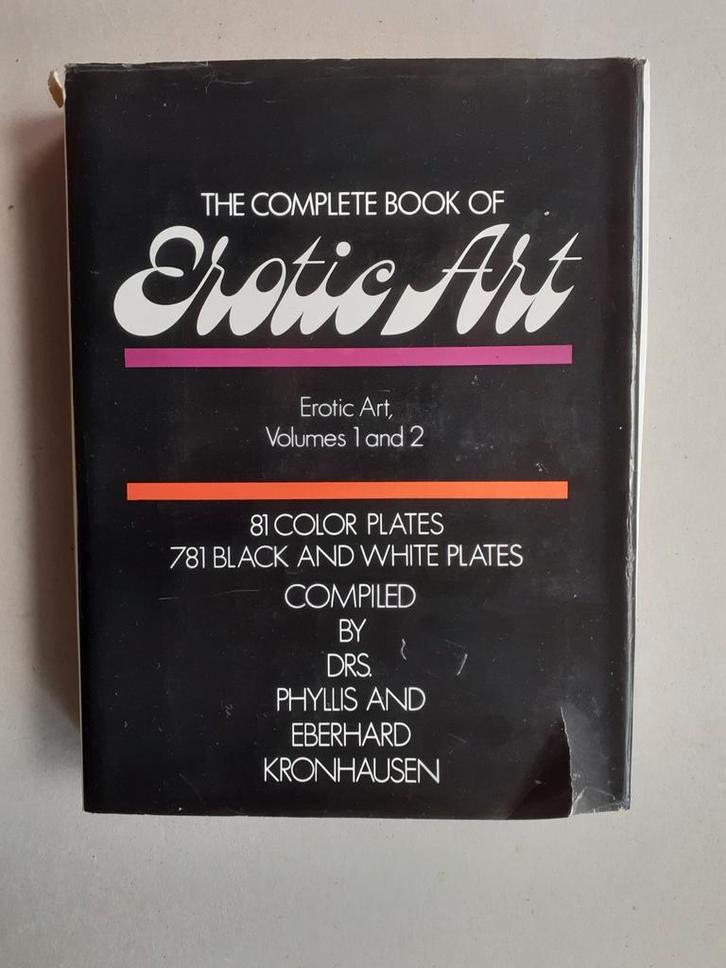 THE COMPLETE BOOK OF
Erotic Art
Erotic Art,
Volumes 1 and 2
81 COLOR PLATES
781 BLACK AND WHITE PLATES
COMPILED
BY
DRS.
PHYLLIS AND
EBERHARD
KRONHAUSEN